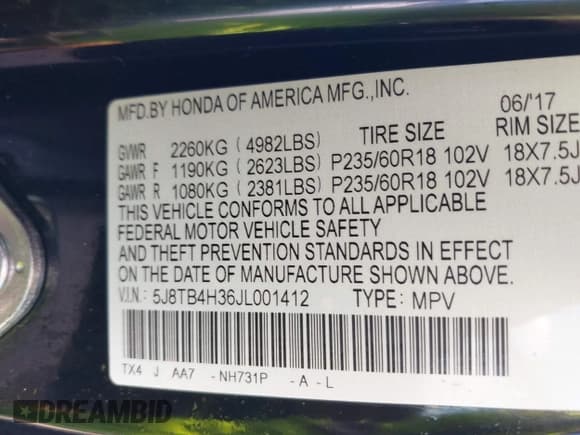 MFD.BY HONDA OF AMERICA MFG.,INC. 06/'17
GVWR 2260KG ( 4982LBS) TIRE SIZE RIM SIZE
GAWR F 1190KG ( 2623LBS) P235/60R18 102V 18X7.5J
GAWR R 1080KG ( 2381LBS) P235/60R18 102V 18X7.5J
THIS VEHICLE CONFORMS TO ALL APPLICABLE
FEDERAL MOTOR VEHICLE SAFETY
AND THEFT PREVENTION STANDARDS IN EFFECT
ON THE DATE OF MANUFACTURE SHOWN ABOVE.
V.I.N: 5J8TB4H36JL001412 TYPE: MPV
TX4 J AA7 - NH731P - A - L
DREAMBID